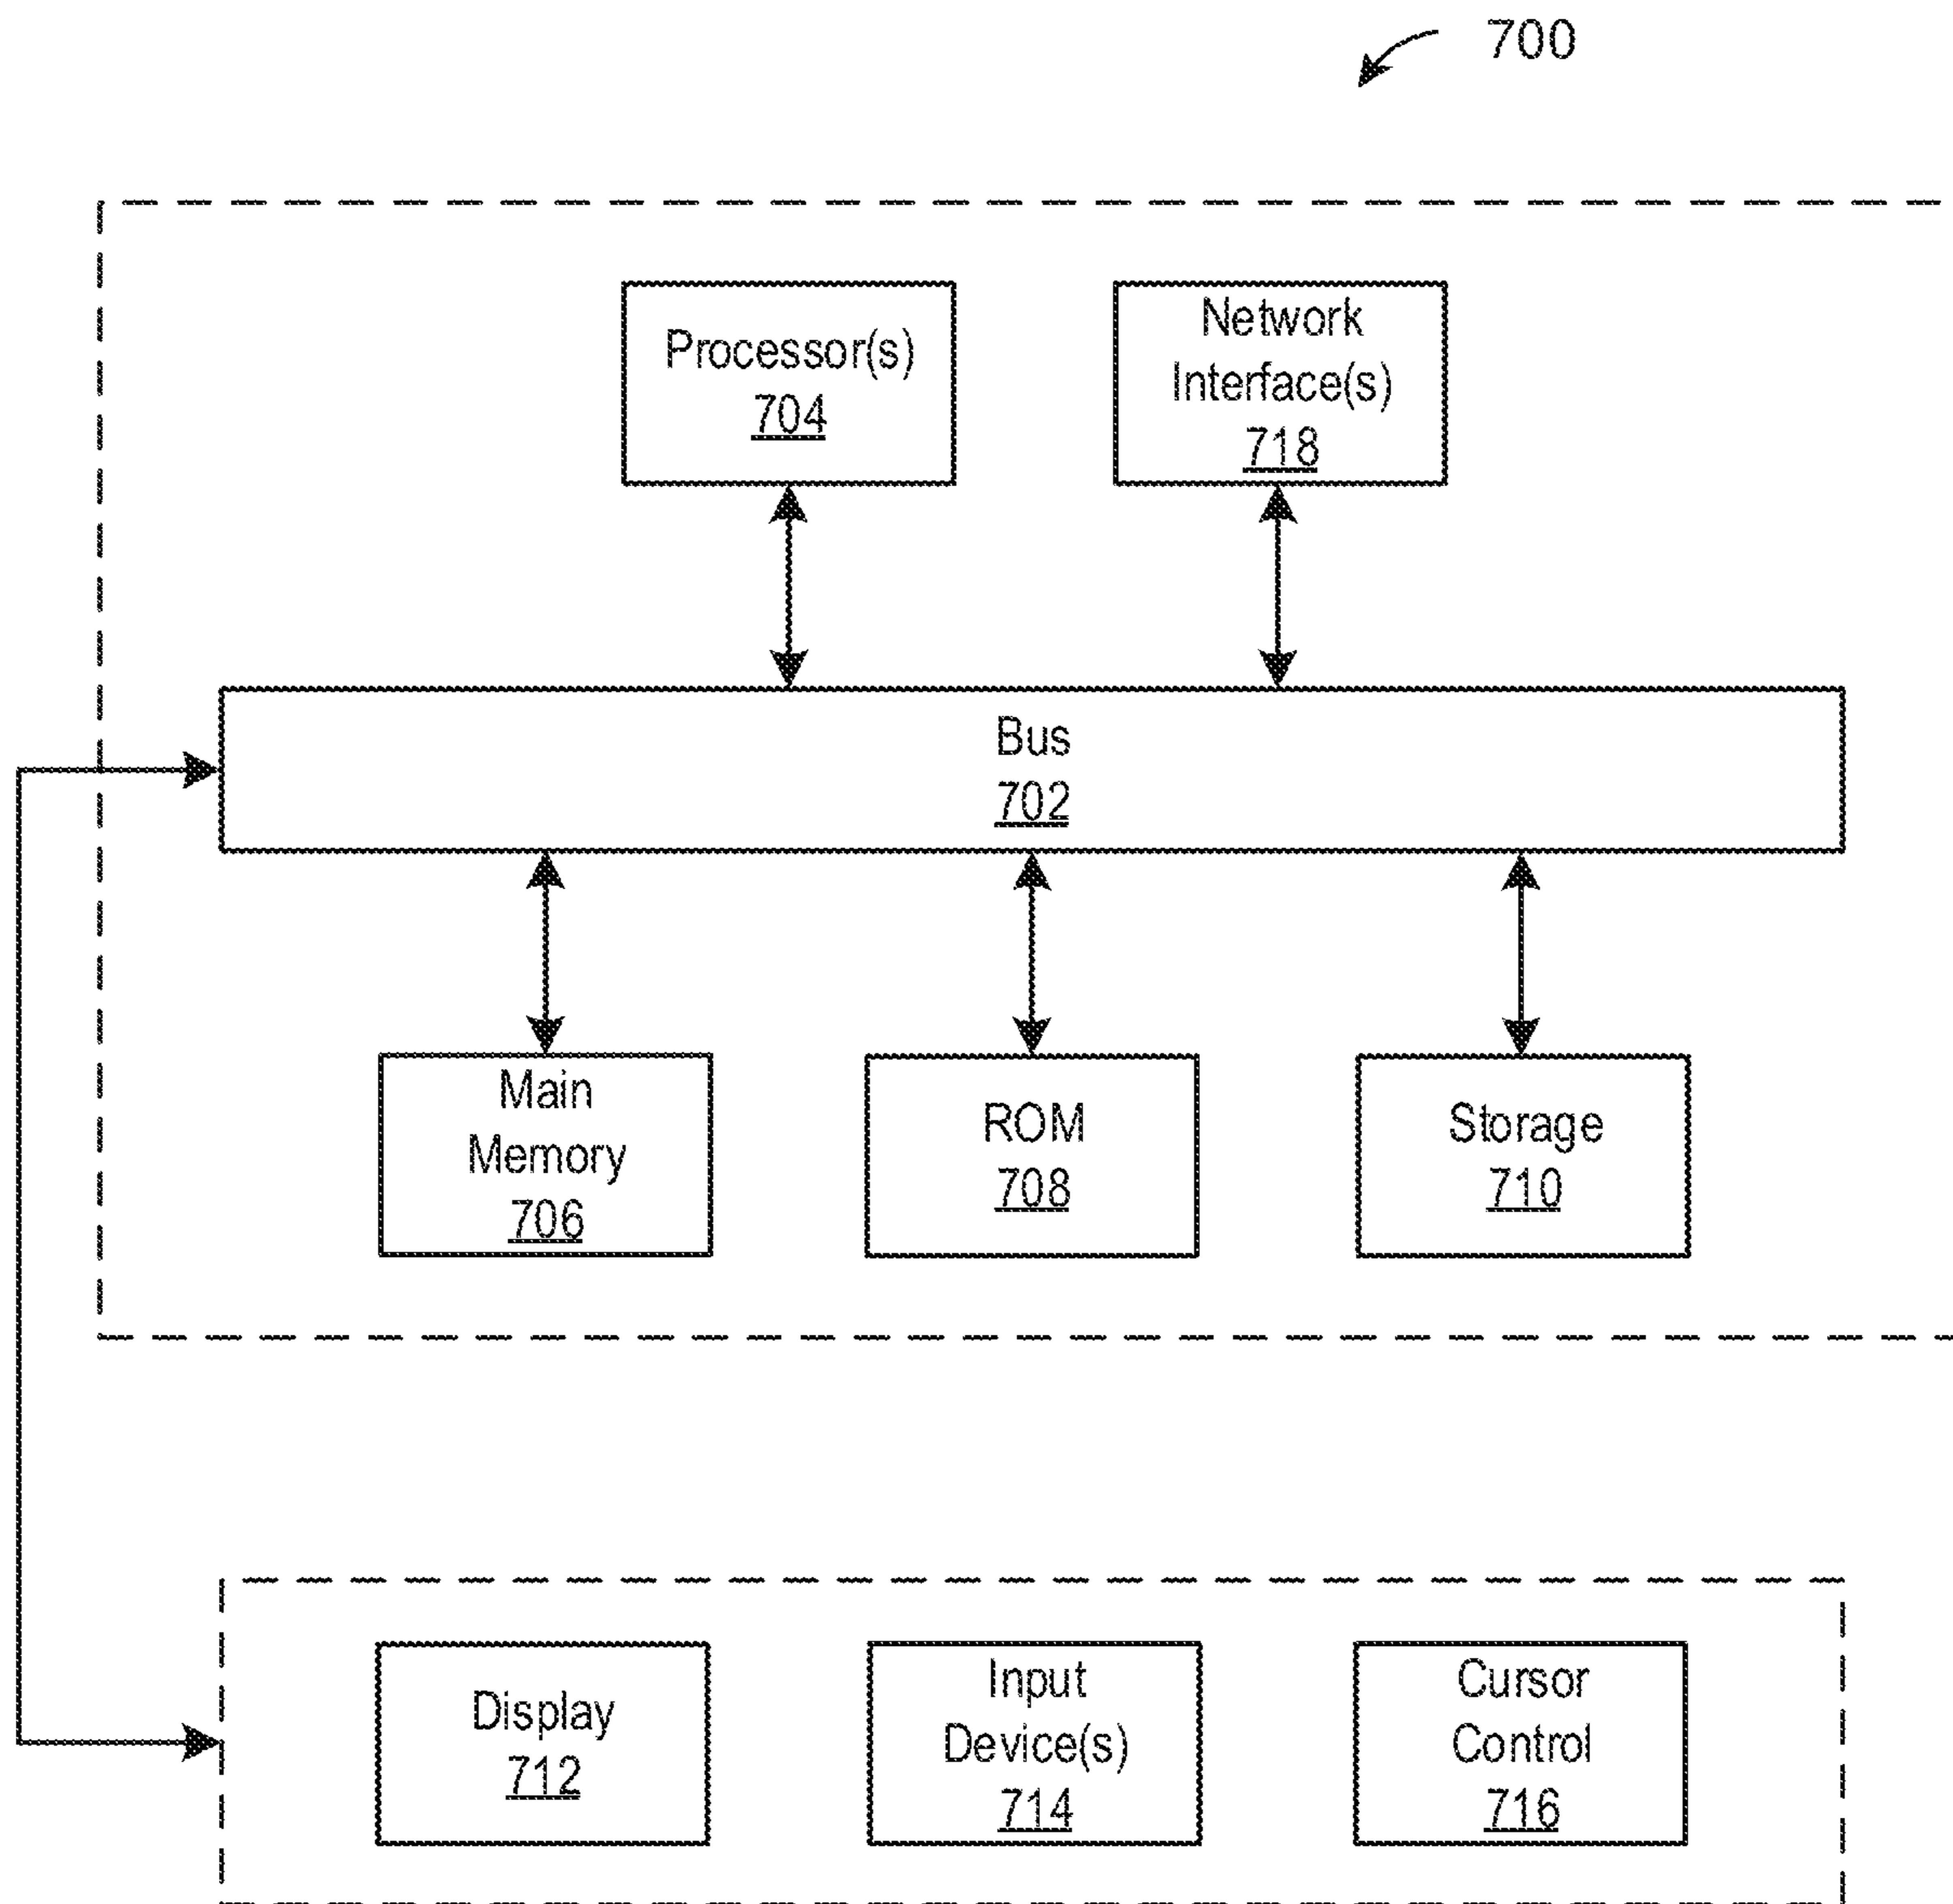 700
Processor(s)
704
Network
Interface(s)
718
Bus
702
Main
Memory
706
ROM
708
Storage
710
Display
712
Input
Device(s)
714
Cursor
Control
716